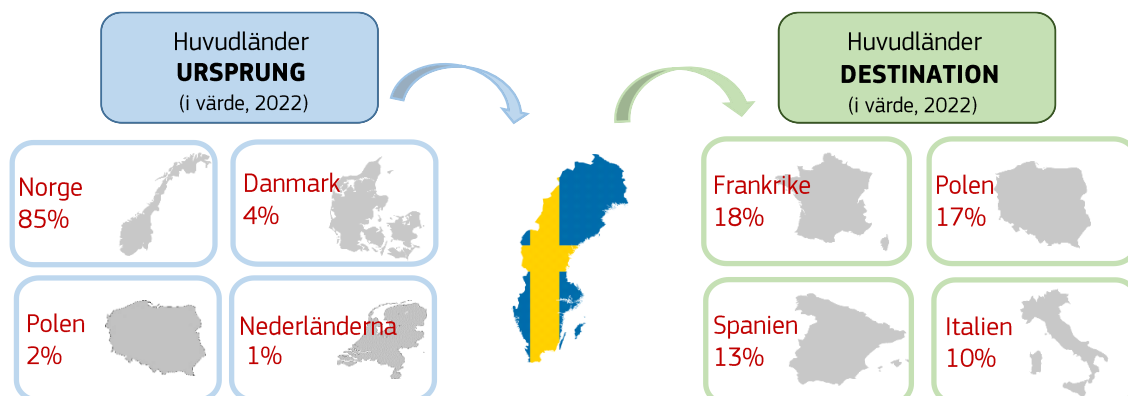 Huvudländer
URSPRUNG
(i värde, 2022)
Huvudländer
DESTINATION
(i värde, 2022)
Norge
85%
Danmark
4%
Polen
2%
Nederländerna
1%
Frankrike
18%
Polen
17%
Spanien
13%
Italien
10%